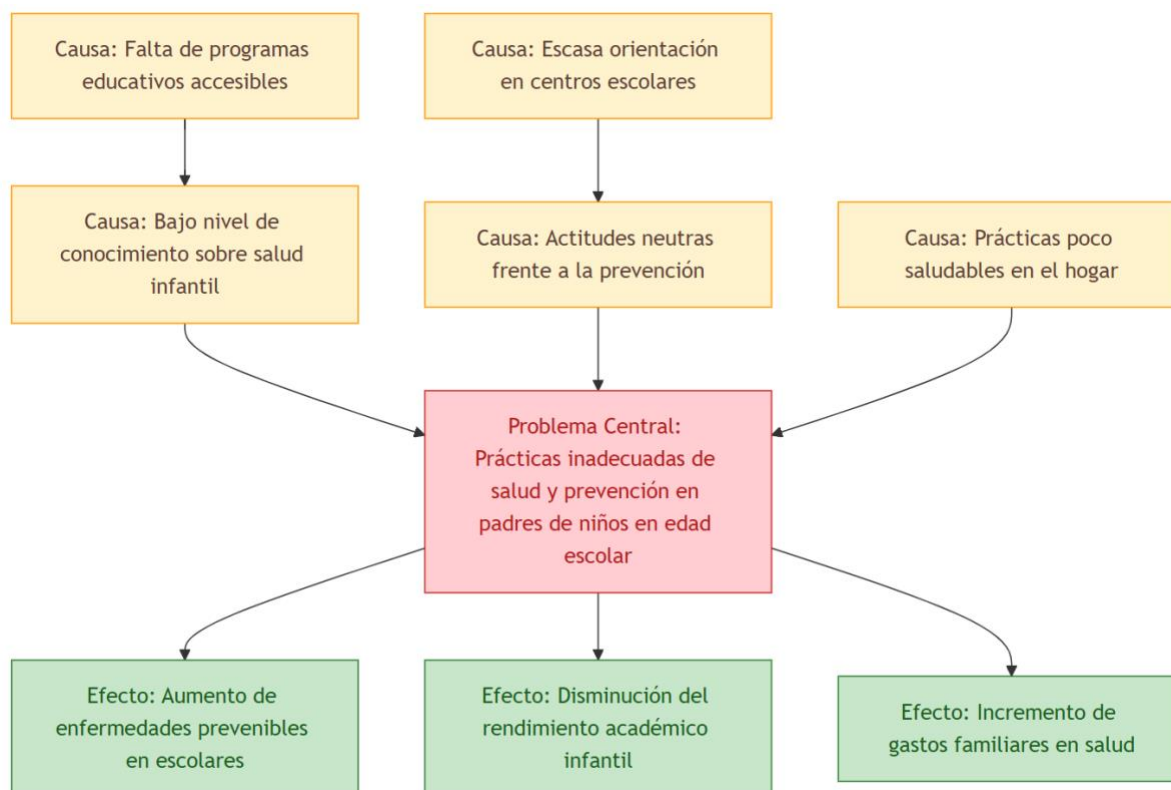 Causa: Falta de programas
educativos accesibles
Causa: Escasa orientación
en centros escolares
Causa: Bajo nivel de
conocimiento sobre salud
infantil
Causa: Actitudes neutras
frente a la prevención
Causa: Prácticas poco
saludables en el hogar
Problema Central:
Prácticas inadecuadas de
salud y prevención en
padres de niños en edad
escolar
Efecto: Aumento de
enfermedades prevenibles
en escolares
Efecto: Disminución del
rendimiento académico
infantil
Efecto: Incremento de
gastos familiares en salud